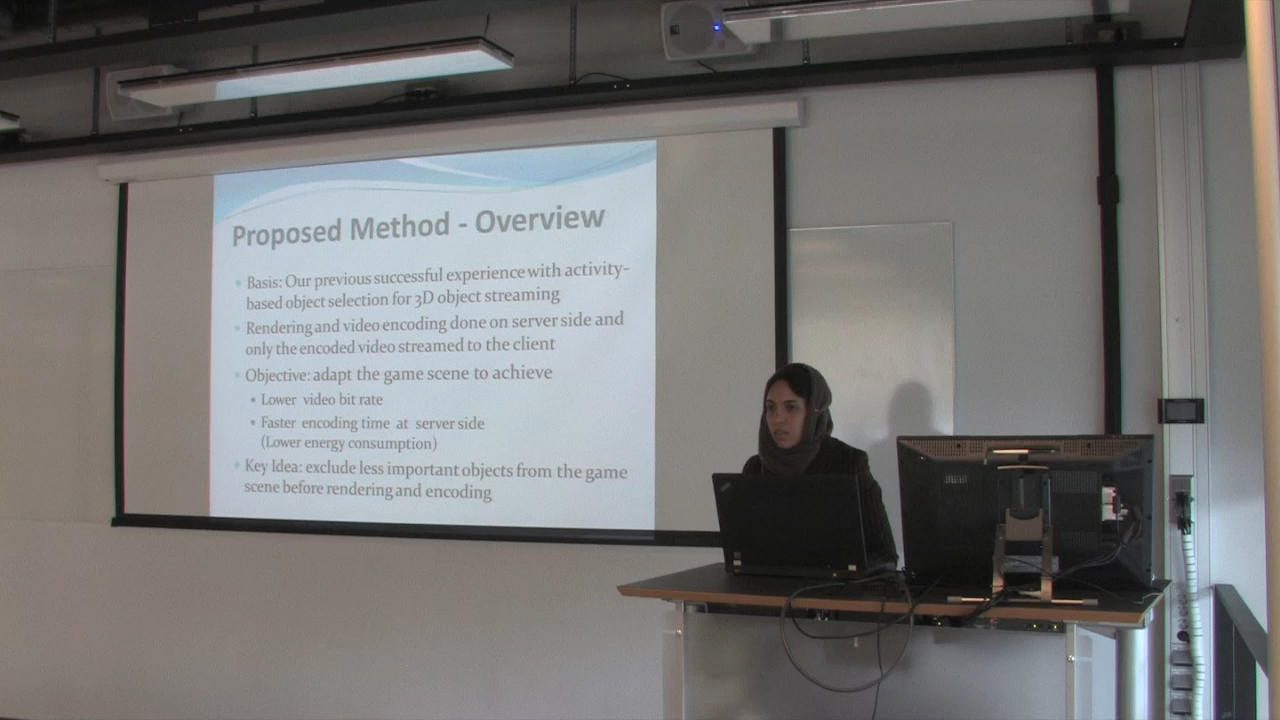 Proposed Method - Overview
Basis: Our previous successful experience with activity-
based object selection for 3D object streaming
Rendering and video encoding done on server side and
only the encoded video streamed to the client
Objective: adapt the game scene to achieve
Lower video bit rate
Faster encoding time at server side
(Lower energy consumption)
Key Idea: exclude less important objects from the game
scene before rendering and encoding